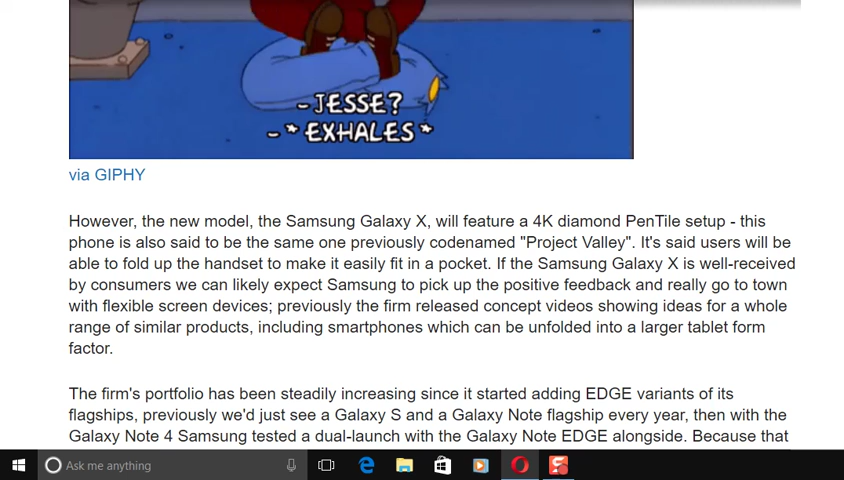 -JESSE?
-*EXHALES*
via GIPHY
However, the new model, the Samsung Galaxy X, will feature a 4K diamond PenTile setup - this
phone is also said to be the same one previously codenamed "Project Valley". It's said users will be
able to fold up the handset to make it easily fit in a pocket. If the Samsung Galaxy X is well-received
by consumers we can likely expect Samsung to pick up the positive feedback and really go to town
with flexible screen devices; previously the firm released concept videos showing ideas for a whole
range of similar products, including smartphones which can be unfolded into a larger tablet form
factor.
The firm's portfolio has been steadily increasing since it started adding EDGE variants of its
flagships, previously we'd just see a Galaxy S and a Galaxy Note flagship every year, then with the
Galaxy Note 4 Samsung tested a dual-launch with the Galaxy Note EDGE alongside. Because that
Ask me anything